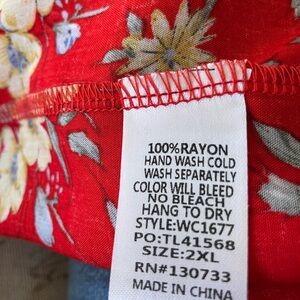 100%RAYON
HAND WASH COLD
WASH SEPARATELY
COLOR WILL BLEED
NO BLEACH
HANG TO DRY
STYLE:WC1677
PO:TL41568
SIZE:2XL
RN#130733
MADE IN CHINA